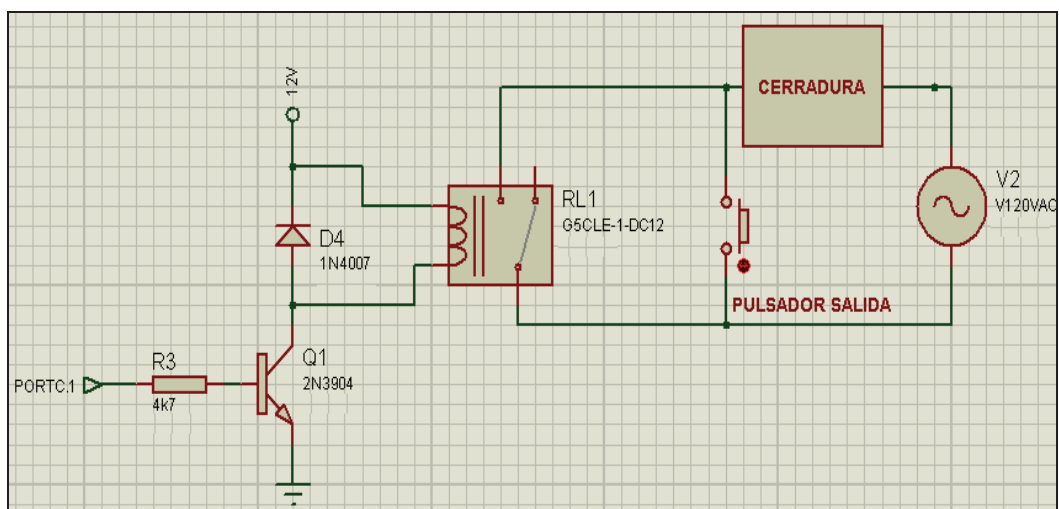 12V
CERRADURA
RL1
G5CLE-1-DC12
V2
V120VAC
D4
1N4007
PULSADOR SALIDA
R3
4k7
Q1
2N3904
PORTC.1